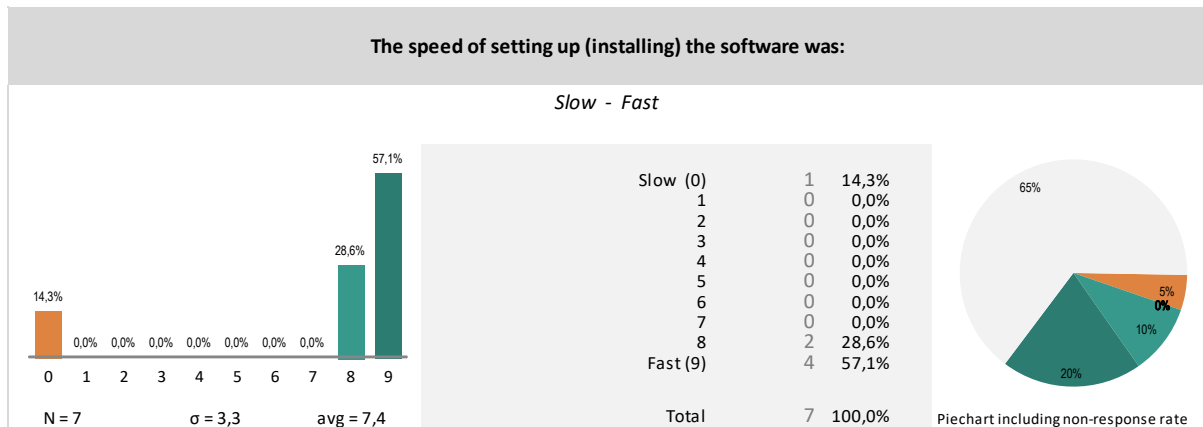 The speed of setting up (installing) the software was:
Slow - Fast
57,1%
28,6%
14,3%
0,0% 0,0% 0,0% 0,0% 0,0% 0,0% 0,0%
0 1 2 3 4 5 6 7 8 9
N = 7 σ = 3,3 avg = 7,4
Slow (0) 1 14,3%
1 0 0,0%
2 0 0,0%
3 0 0,0%
4 0 0,0%
5 0 0,0%
6 0 0,0%
7 0 0,0%
8 2 28,6%
Fast (9) 4 57,1%
Total 7 100,0%
65%
5%
0%
10%
20%
Piechart including non-response rate